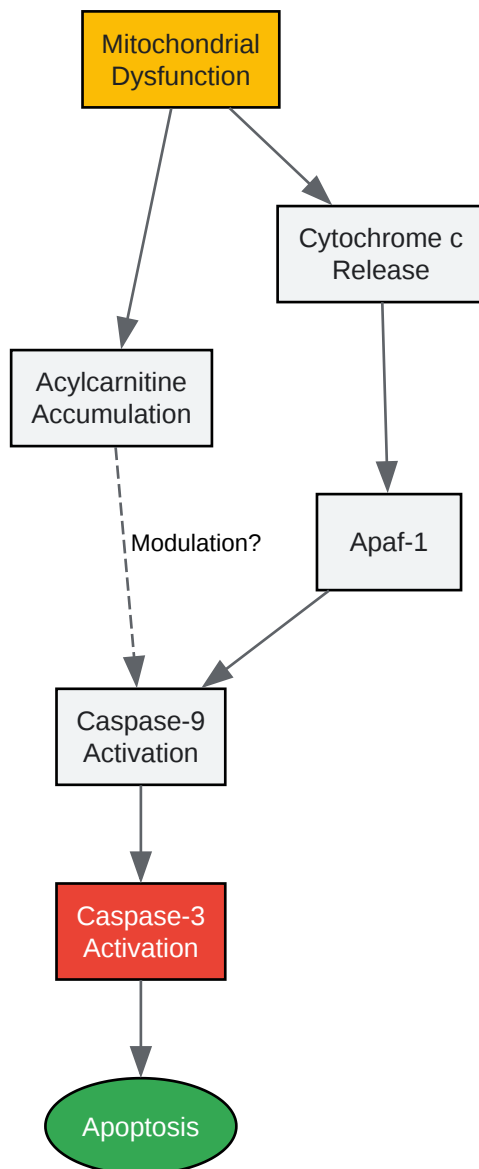 Mitochondrial
Dysfunction
Cytochrome c
Release
Acylcarnitine
Accumulation
Modulation?
Apaf-1
Caspase-9
Activation
Caspase-3
Activation
Apoptosis